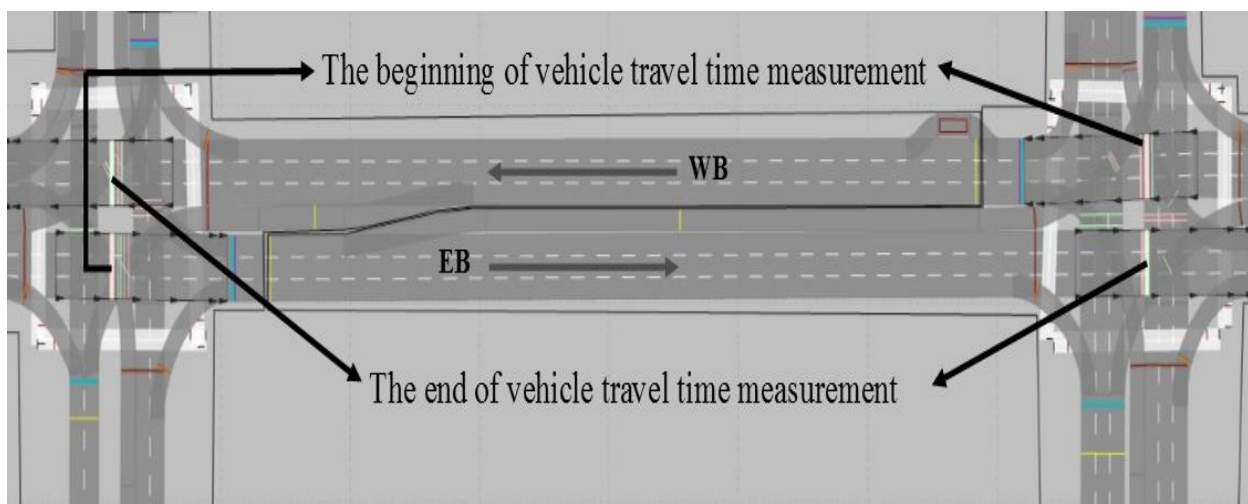 The beginning of vehicle travel time measurement
WB
EB
The end of vehicle travel time measurement